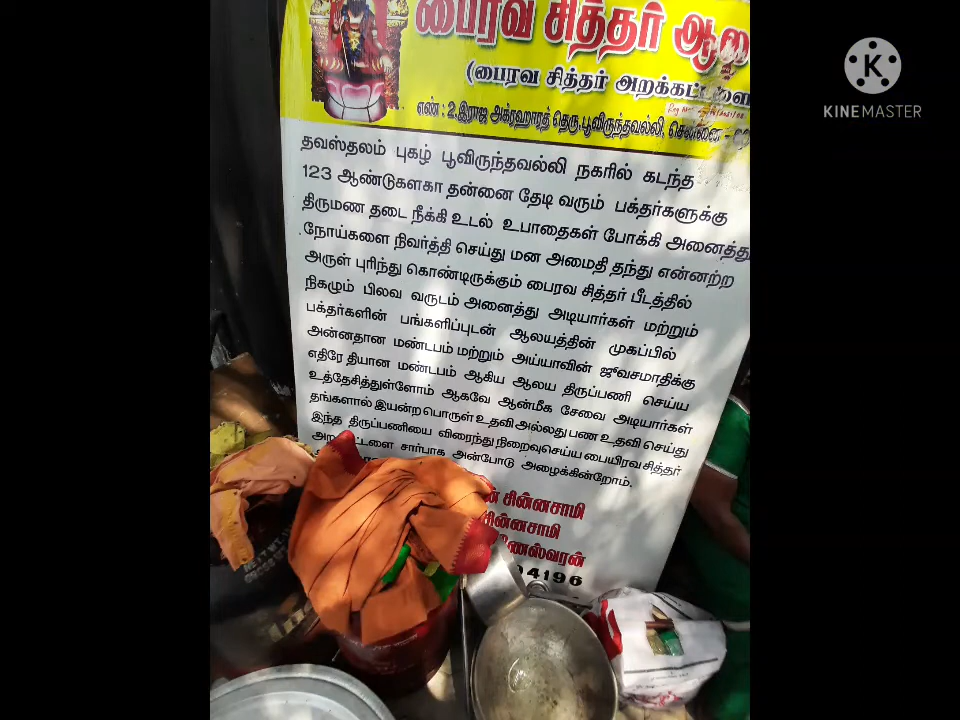 பைரவ சித்தர்
(பைரவ சித்தர் அறக்கட்டளை
எண் : 2, இராஜ அக்ரஹாரத் தெரு, பூவிருந்தவல்லி, சென்னை -
தவஸ்தலம் புகழ் பூவிருந்தவல்லி நகரில் கடந்த
123 ஆண்டுகளகா தன்னை தேடி வரும் பக்தர்களுக்கு
திருமண தடை நீக்கி உடல் உபாதைகள் போக்கி அனைத்து
நோய்களை நிவர்த்தி செய்து மன அமைதி தந்து என்னற்ற
அருள் புரிந்து கொண்டிருக்கும் பைரவ சித்தர் பீடத்தில்
நிகழும் பிலவ வருடம் அனைத்து அடியார்கள் மற்றும்
பக்தர்களின் பங்களிப்புடன் ஆலயத்தின் முகப்பில்
அன்னதான மண்டபம் மற்றும் அய்யாவின் ஜீவசமாதிக்கு
எதிரே தியான மண்டபம் ஆகிய ஆலய திருப்பணி செய்ய
உத்தேசித்துள்ளோம் ஆகவே ஆன்மீக சேவை அடியார்கள்
தங்களால் இயன்ற பொருள் உதவி அல்லது பண உதவி செய்து
இந்த திருப்பணியை விரைந்து நிறைவுசெய்ய பையிரவ சித்தர்
அறகட்டளை சார்பாக அன்போடு அழைக்கின்றோம்.
ன் சின்னசாமி
சின்னசாமி
ணேஸ்வரன்
04196
KINEMASTER